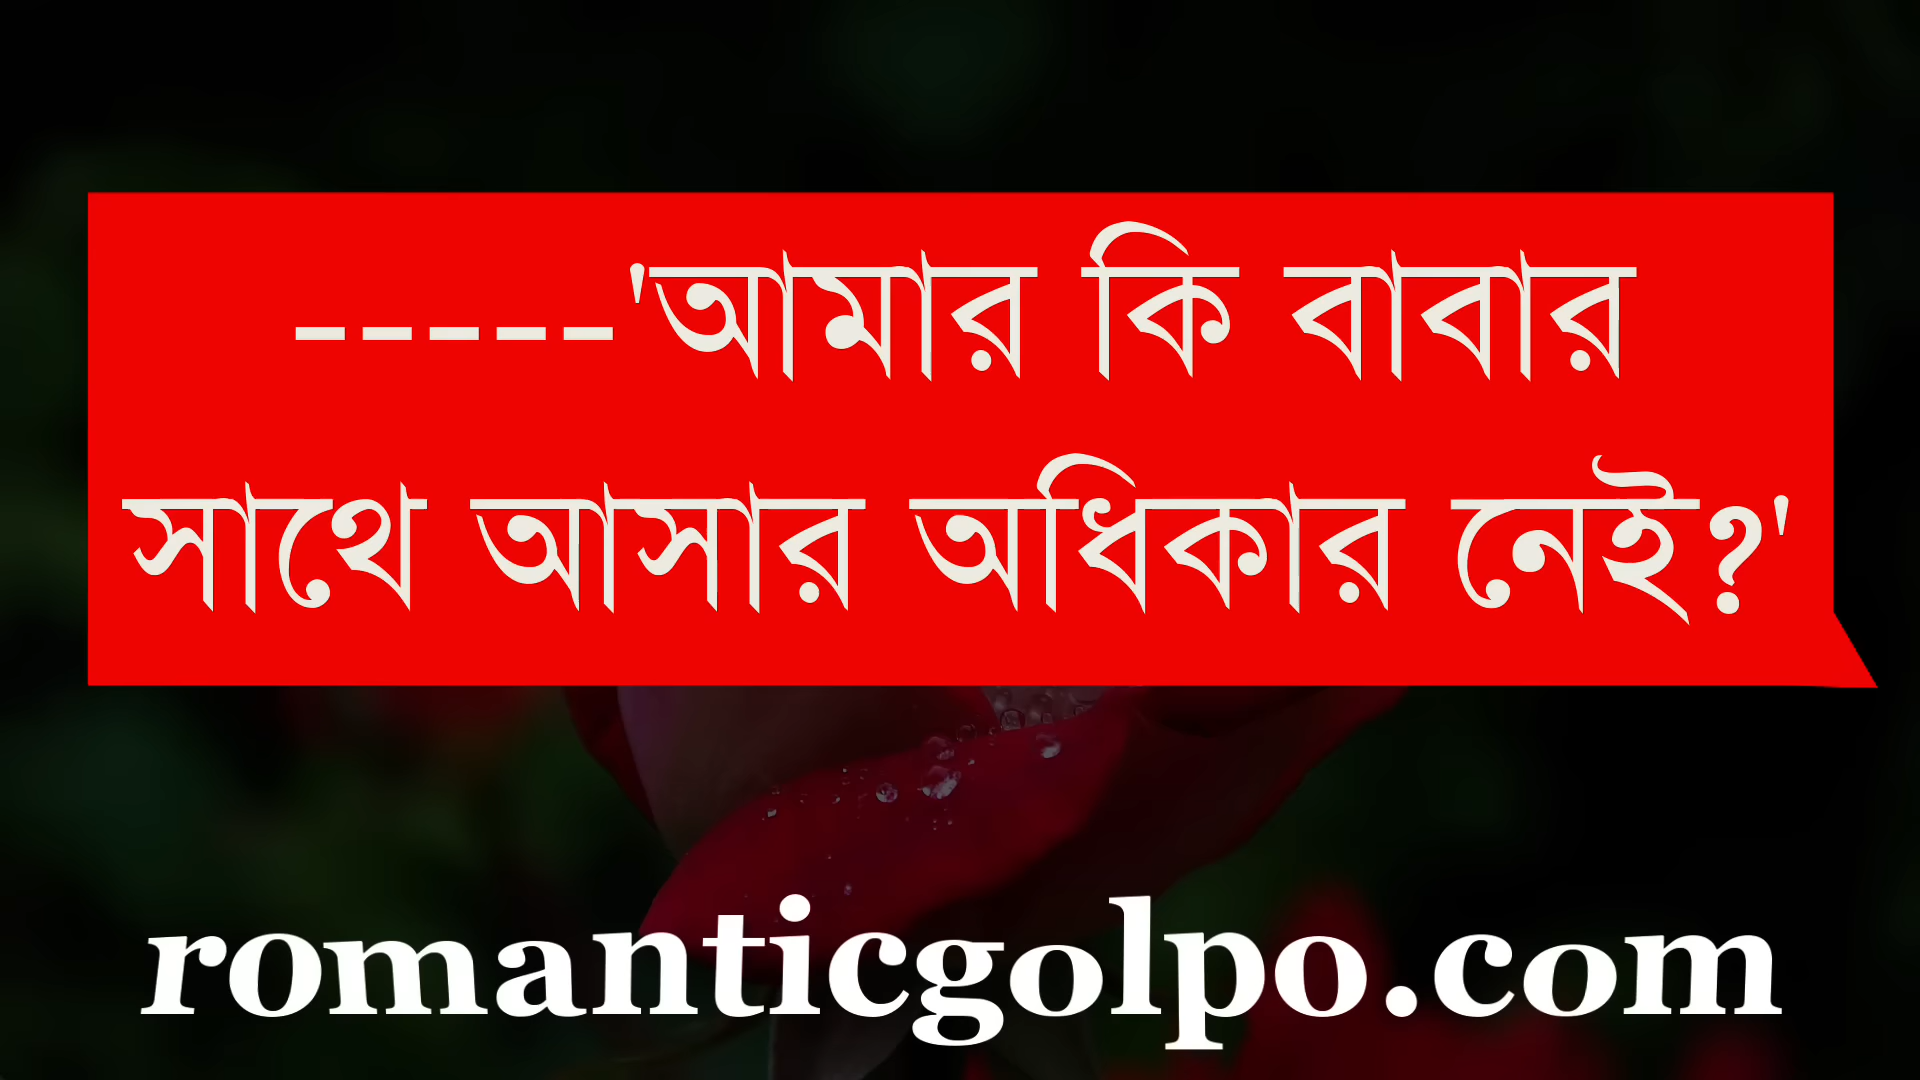 -----'আমার কি বাবার
সাথে আসার অধিকার নেই?'
romanticgolpo.com